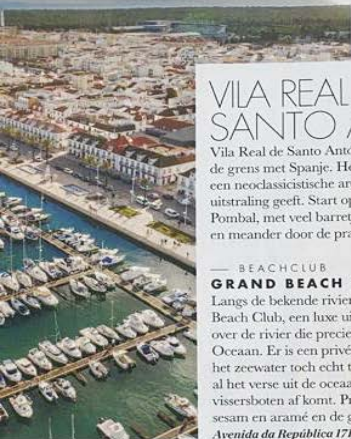 VILA REAL
SANTO
Vila Real de Santo Antó
de grens met Spanje. He
een neoclassicistische ar
uitstraling geeft. Start op
Pombal, met veel barret
en meander door de pra
— BEACHCLUB
GRAND BEACH
Langs de bekende rivier
Beach Club, een luxe ui
over de rivier die precie
Oceaan. Er is een privé
het zeewater toch echt t
al het verse uit de oceaa
vissersboten af komt. Pr
sesam en aramé en de g
Avenida da República 171